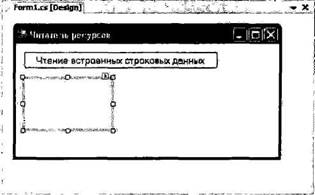 Form1.cs [Design]
Читатель ресурсов
Чтение встроенных строковых данных